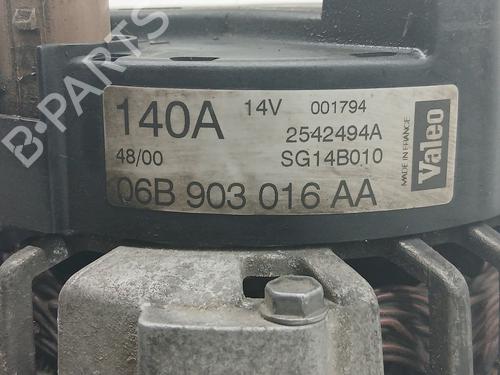 B-PARTS
140A 14V 001794
2542494A
48/00 SG14B010
06B 903 016 AA
MADE IN FRANCE
Valeo